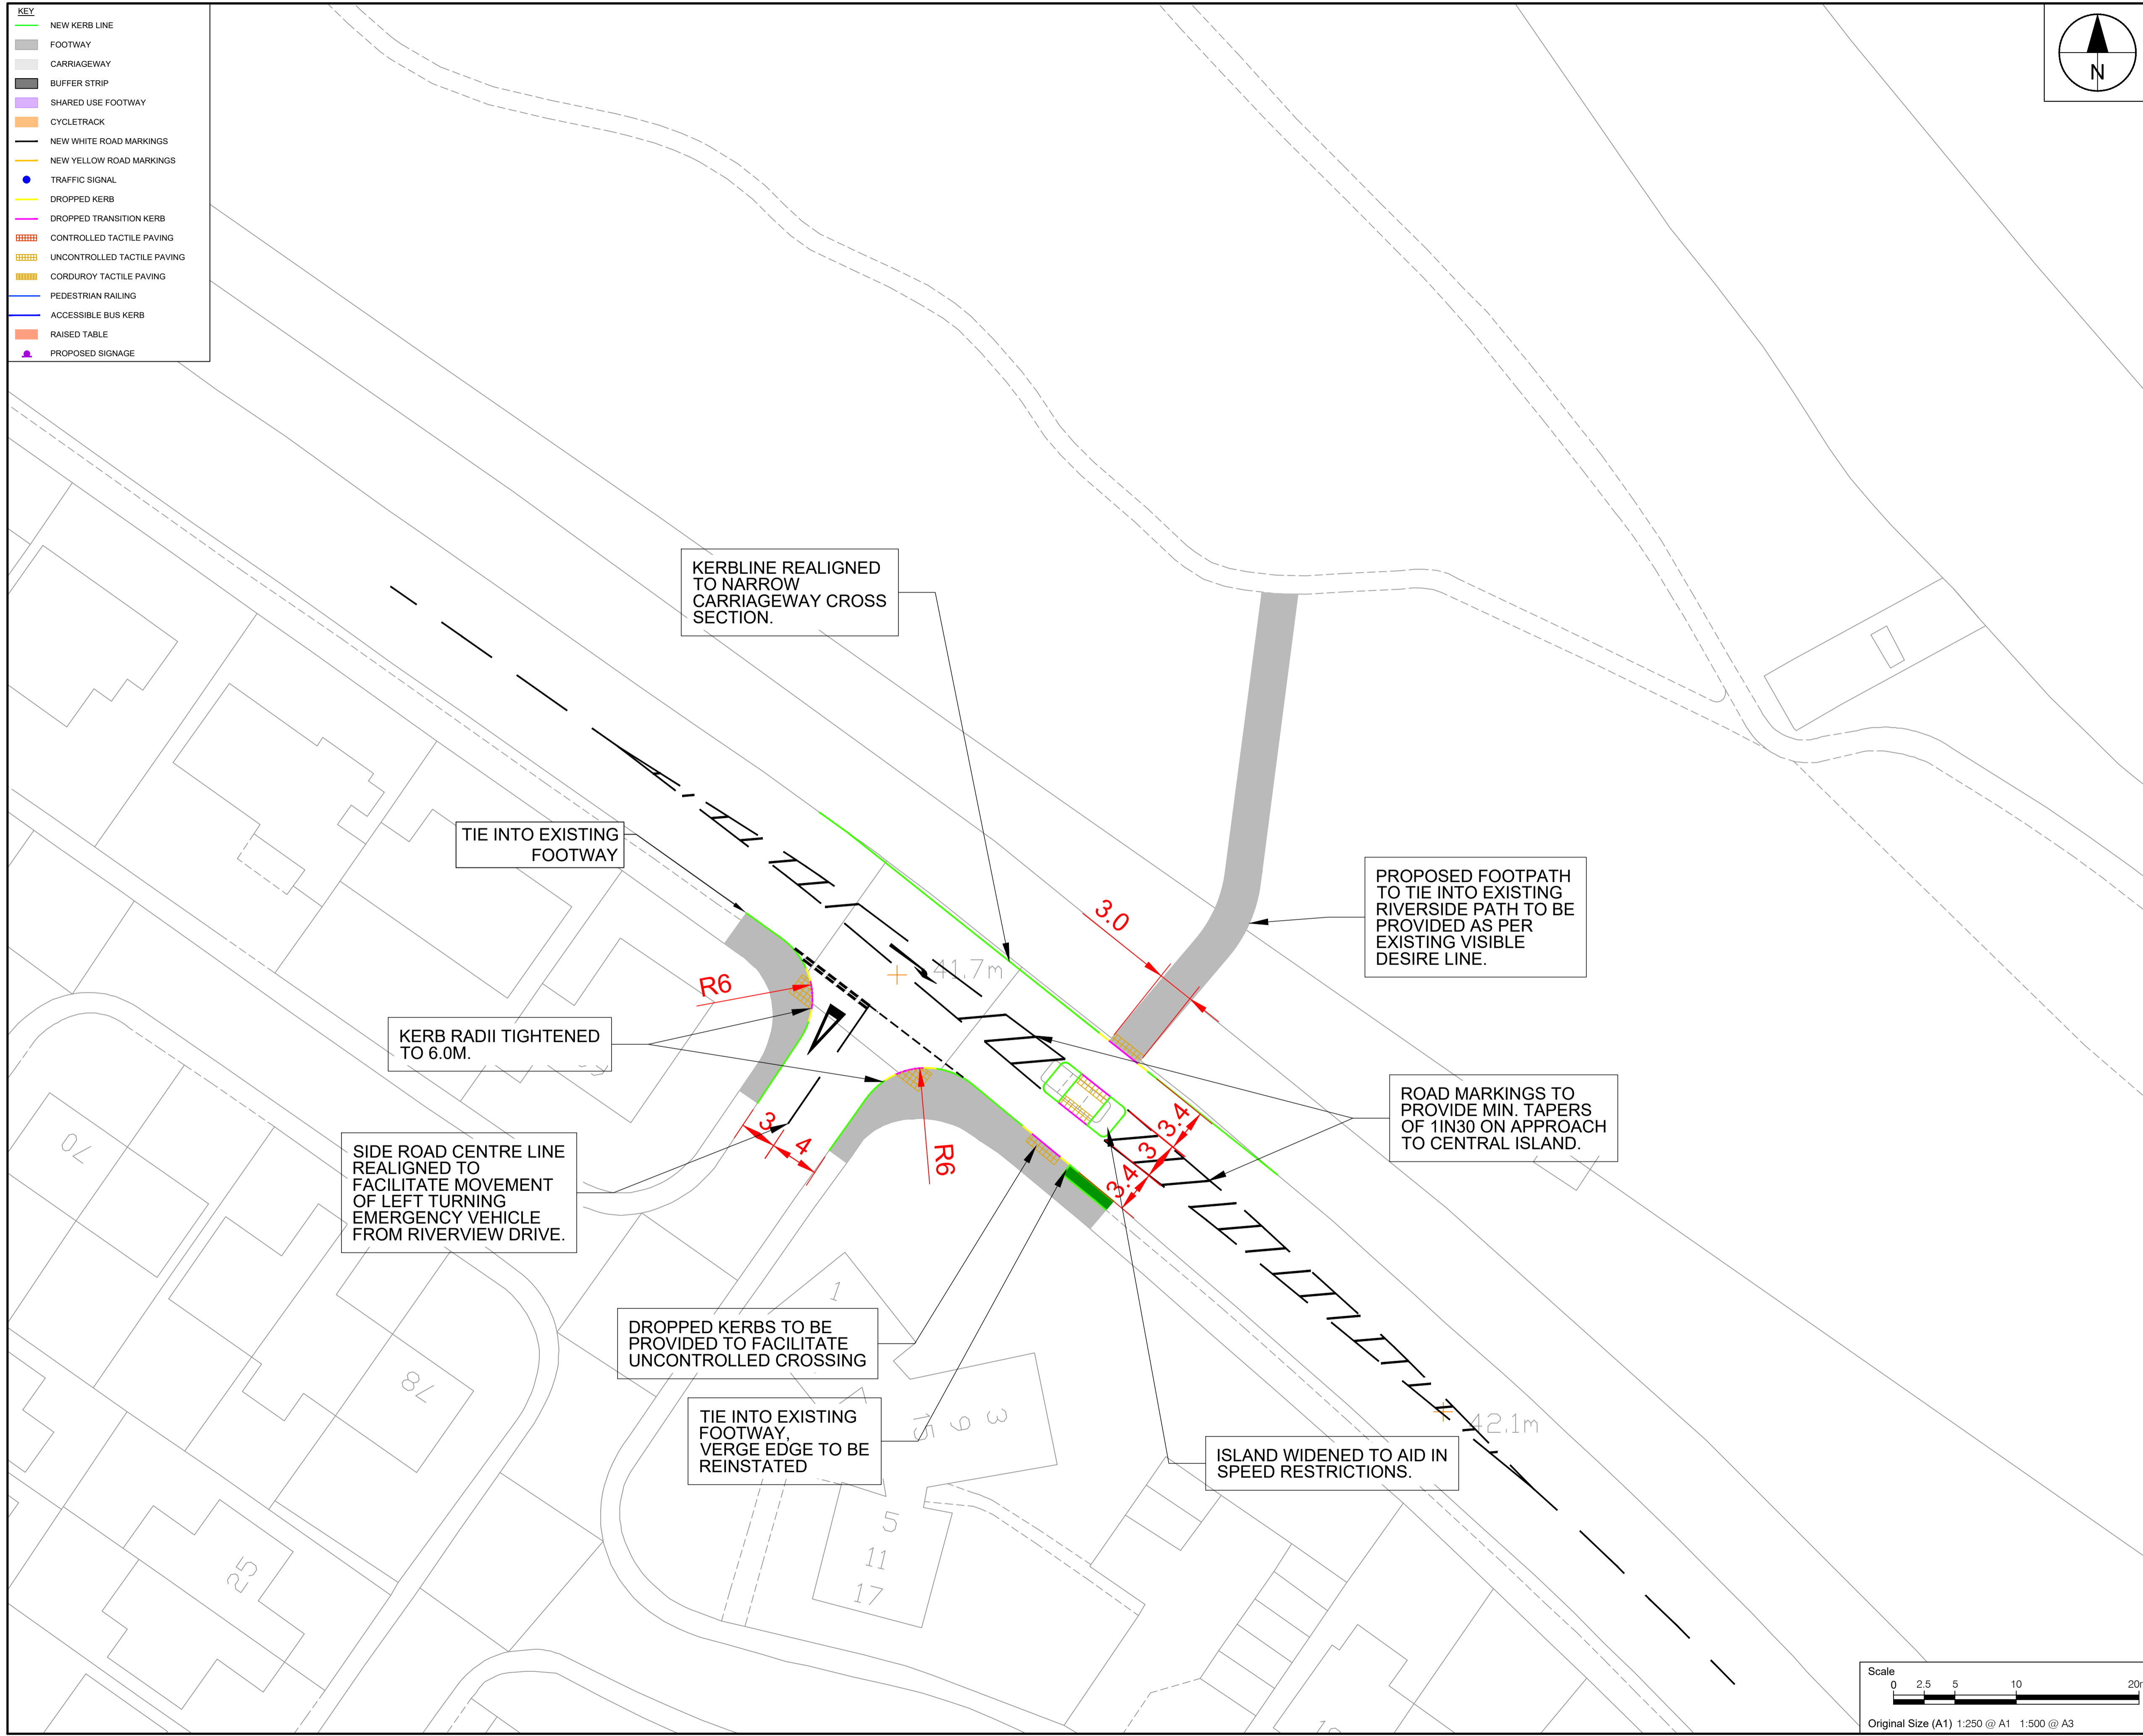 KEY
NEW KERB LINE
FOOTWAY
CARRIAGEWAY
BUFFER STRIP
SHARED USE FOOTWAY
CYCLETRACK
NEW WHITE ROAD MARKINGS
NEW YELLOW ROAD MARKINGS
TRAFFIC SIGNAL
DROPPED KERB
DROPPED TRANSITION KERB
CONTROLLED TACTILE PAVING
UNCONTROLLED TACTILE PAVING
CORDUROY TACTILE PAVING
PEDESTRIAN RAILING
ACCESSIBLE BUS KERB
RAISED TABLE
PROPOSED SIGNAGE
N
KERBLINE REALIGNED
TO NARROW
CARRIAGEWAY CROSS
SECTION.
TIE INTO EXISTING
FOOTWAY
PROPOSED FOOTPATH
TO TIE INTO EXISTING
RIVERSIDE PATH TO BE
PROVIDED AS PER
EXISTING VISIBLE
DESIRE LINE.
3.0
41.7m
R6
KERB RADII TIGHTENED
TO 6.0M.
ROAD MARKINGS TO
PROVIDE MIN. TAPERS
OF 1IN30 ON APPROACH
TO CENTRAL ISLAND.
3
4
R6
3.4
3
3.4
70
SIDE ROAD CENTRE LINE
REALIGNED TO
FACILITATE MOVEMENT
OF LEFT TURNING
EMERGENCY VEHICLE
FROM RIVERVIEW DRIVE.
1
DROPPED KERBS TO BE
PROVIDED TO FACILITATE
UNCONTROLLED CROSSING
78
15
9
3
42.1m
TIE INTO EXISTING
FOOTWAY,
VERGE EDGE TO BE
REINSTATED
ISLAND WIDENED TO AID IN
SPEED RESTRICTIONS.
5
11
17
25
Scale
0 2.5 5 10 20m
Original Size (A1) 1:250 @ A1 1:500 @ A3